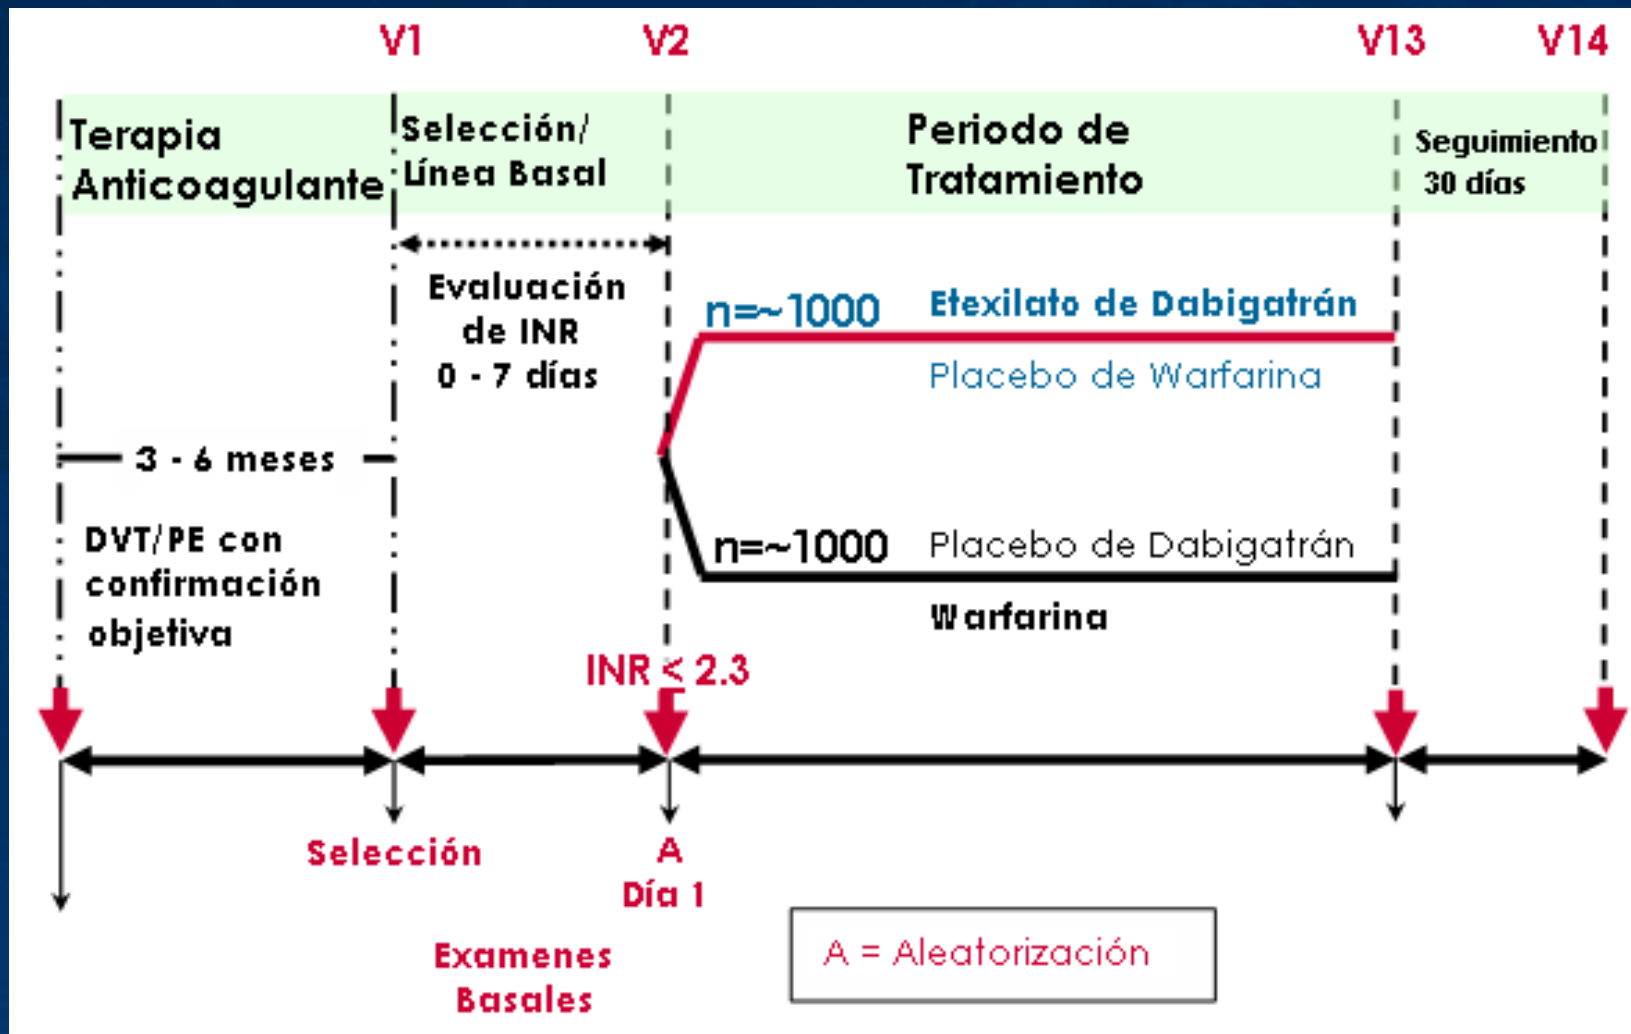 V1
V2
V13
V14
Terapia
Anticoagulante
Selección/
Línea Basal
Periodo de
Tratamiento
Seguimiento
30 días
Evaluación
de INR
0 - 7 días
n=~1000 Etexilato de Dabigatrán
Placebo de Warfarina
3 - 6 meses
DVT/PE con
confirmación
objetiva
n=~1000 Placebo de Dabigatrán
Warfarina
INR < 2.3
Selección
A
Día 1
Examenes
Basales
A = Aleatorización